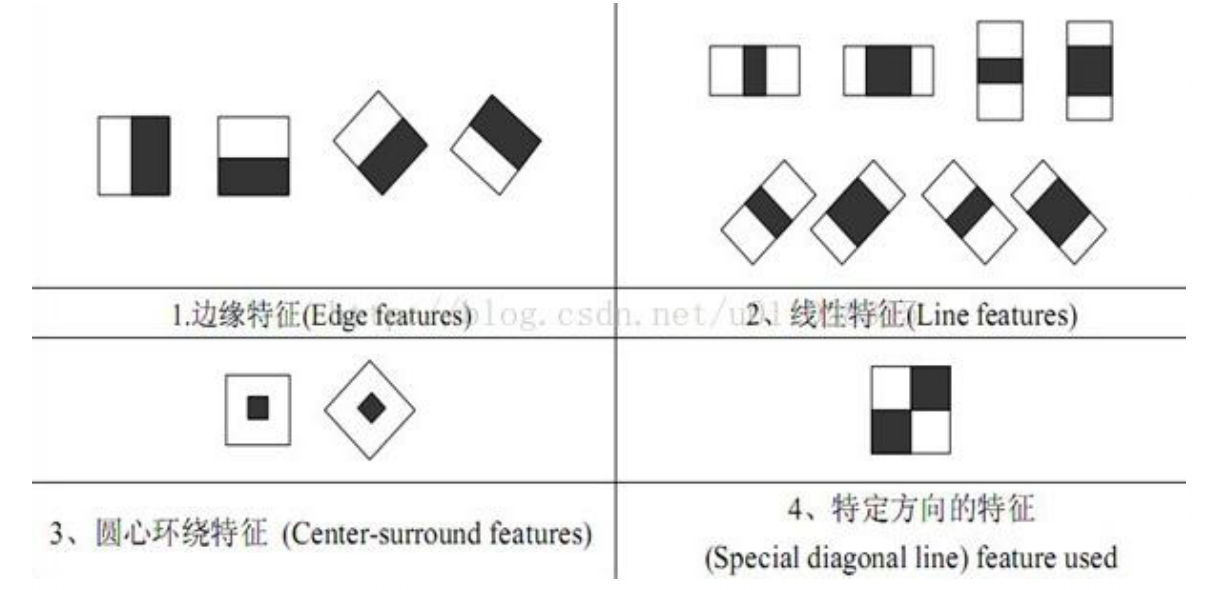 1.边缘特征(Edge features)
2、线性特征(Line features)
3、圆心环绕特征 (Center-surround features)
4、特定方向的特征
(Special diagonal line) feature used
blog.csdn.net/